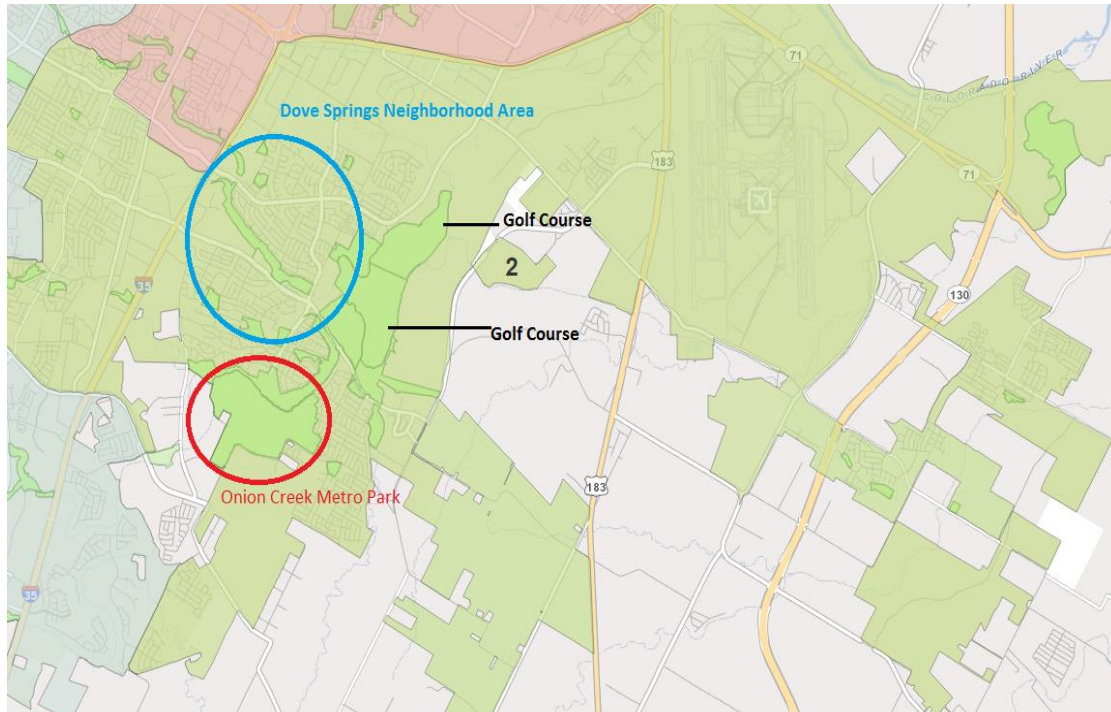 71
COLORADO RIVER
Dove Springs Neighborhood Area
183
71
71
Golf Course
2
35
130
Golf Course
183
Onion Creek Metro Park
35